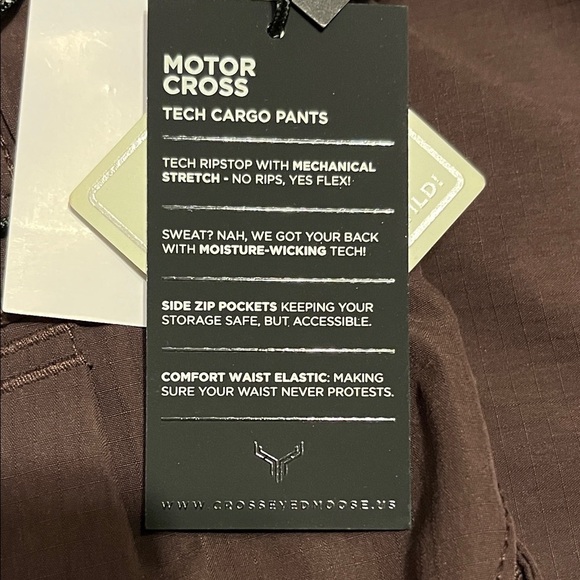 MOTOR
CROSS
TECH CARGO PANTS
TECH RIPSTOP WITH MECHANICAL
STRETCH - NO RIPS, YES FLEX!
SWEAT? NAH, WE GOT YOUR BACK
WITH MOISTURE-WICKING TECH!
SIDE ZIP POCKETS KEEPING YOUR
STORAGE SAFE, BUT ACCESSIBLE.
COMFORT WAIST ELASTIC: MAKING
SURE YOUR WAIST NEVER PROTESTS.
WWW.CROSSEYEDMOOSE.US